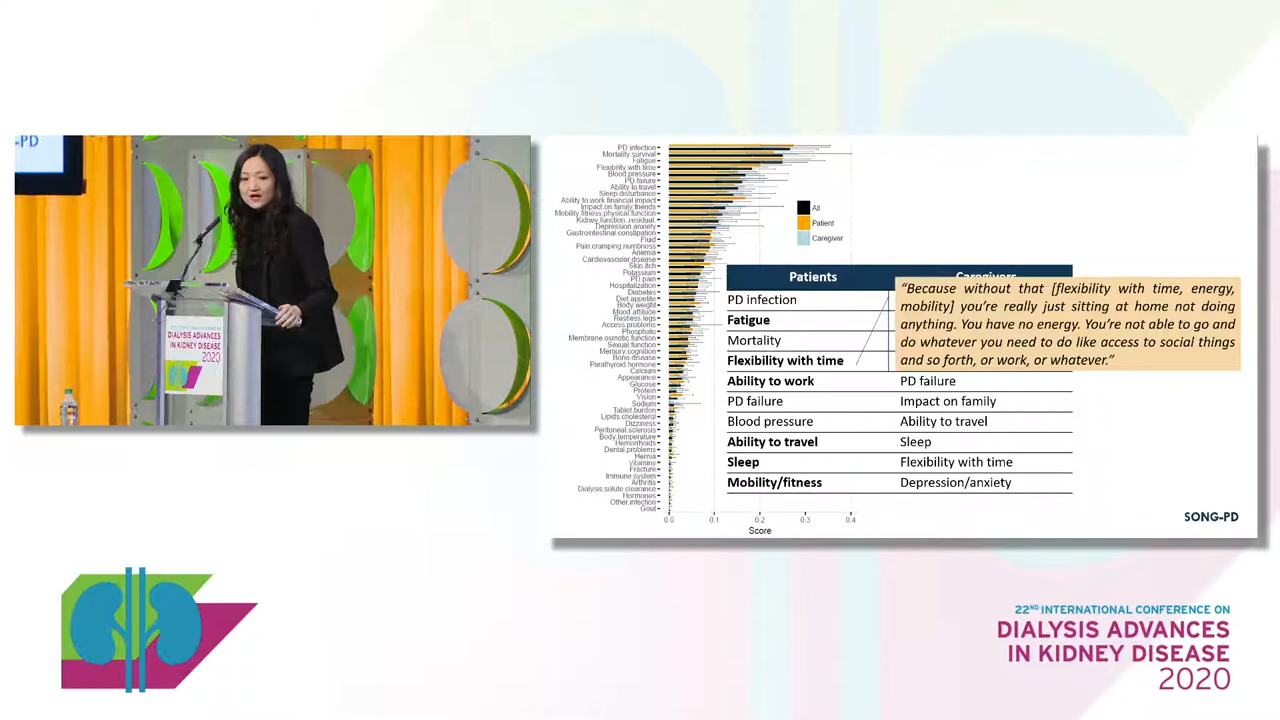 -PD
22ND INTERNATIONAL CONFERENCE ON
DIALYSIS ADVANCES
IN KIDNEY DISEASE
2020
PD infection
Mortality.survival
Fatigue
Flexibility with time
Blood pressure
PD failure
Ability to travel
Sleep disturbance
Ability to work financial impact
Impact on family friends
Mobility.fitness.physical function
Kidney function..residual.
Depression anxiety
Gastrointestinal constipation
Fluid
Pain.cramping.numbness
Anemia
Cardiovascular disease
Skin.itch
Potassium
PD pain
Hospitalization
Diabetes
Diet appetite
Body weight
Mood attitude
Restless.legs
Access.problems
Phosphate
Membrane.osmotic function
Sexual function
Memory.cognition
Bone disease
Parathyroid.hormone
Calcium
Appearance
Glucose
Protein
Vision
Sodium
Tablet.burden
Lipids.cholesterol
Dizziness
Peritoneal.sclerosis
Body.temperature
Hemorrhoids
Dental.problems
Hernia
Vitamins
Fracture
Immune.system
Arthritis
Dialysis.solute.clearance
Hormones
Other.infection
Gout
0.0 0.1 0.2 0.3 0.4
Score
All
Patient
Caregiver
Patients Caregivers
PD infection
Fatigue
Mortality
Flexibility with time
Ability to work PD failure
PD failure Impact on family
Blood pressure Ability to travel
Ability to travel Sleep
Sleep Flexibility with time
Mobility/fitness Depression/anxiety
“Because without that [flexibility with time, energy,
mobility] you’re really just sitting at home not doing
anything. You have no energy. You’re not able to go and
do whatever you need to do like access to social things
and so forth, or work, or whatever.”
SONG-PD
22ND INTERNATIONAL CONFERENCE ON
DIALYSIS ADVANCES
IN KIDNEY DISEASE
2020